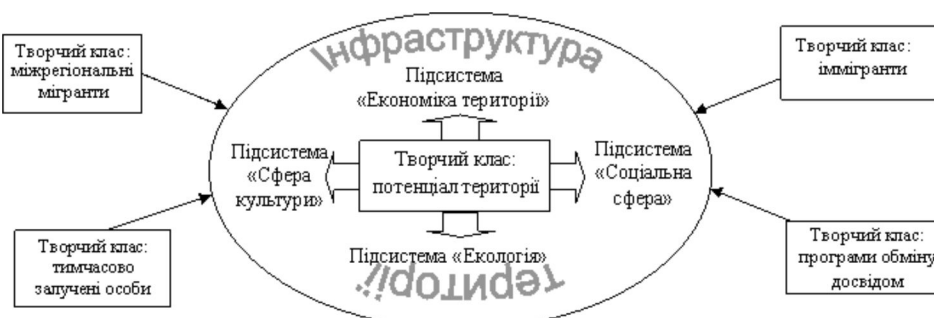 Інфраструктура
Творчий клас:
міжрегіональні
мігранти
Творчий клас:
іммігранти
Підсистема
«Економіка території»
Підсистема
«Сфера
культури»
Творчий клас:
потенціал території
Підсистема
«Соціальна
сфера»
Творчий клас:
тимчасово
залучені особи
Підсистема «Екологія»
території
Творчий клас:
програми обміну
досвідом